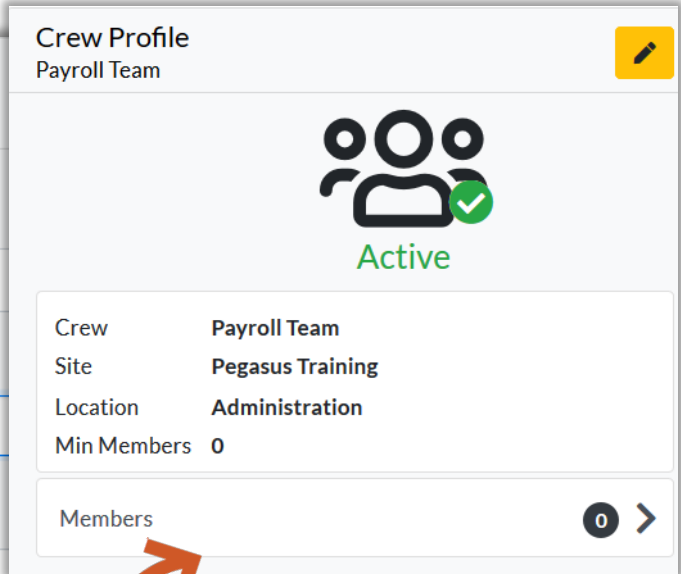 Crew Profile
Payroll Team
Active
Crew Payroll Team
Site Pegasus Training
Location Administration
Min Members 0
Members 0